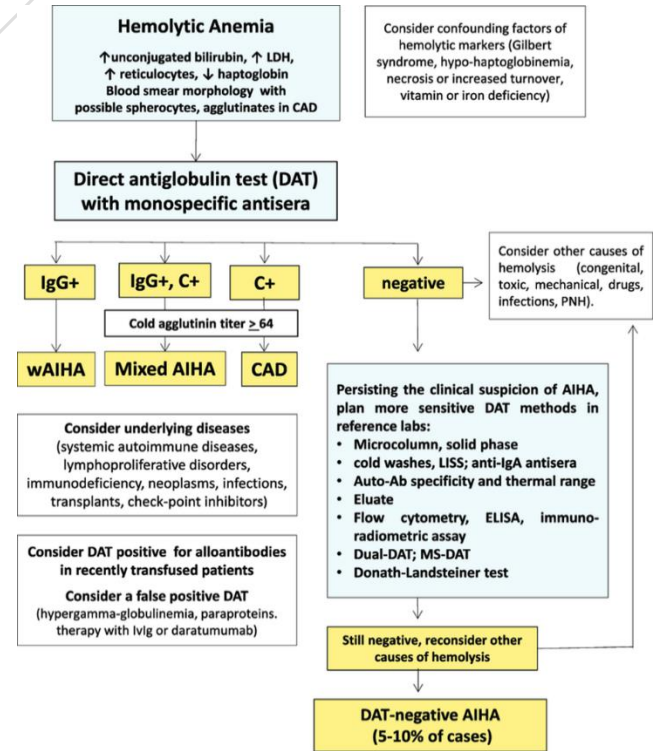 Hemolytic Anemia
↑unconjugated bilirubin, ↑ LDH,
↑ reticulocytes, ↓ haptoglobin
Blood smear morphology with
possible spherocytes, agglutinates in CAD
Consider confounding factors of
hemolytic markers (Gilbert
syndrome, hypo-haptoglobinemia,
necrosis or increased turnover,
vitamin or iron deficiency)
Direct antiglobulin test (DAT)
with monospecific antisera
IgG+
IgG+, C+
C+
negative
Consider other causes of
hemolysis (congenital,
toxic, mechanical, drugs,
infections, PNH).
Cold agglutinin titer ≥ 64
wAIHA
Mixed AIHA
CAD
Persisting the clinical suspicion of AIHA,
plan more sensitive DAT methods in
reference labs:
• Microcolumn, solid phase
• cold washes, LISS; anti-IgA antisera
• Auto-Ab specificity and thermal range
• Eluate
• Flow cytometry, ELISA, immuno-
radiometric assay
• Dual-DAT; MS-DAT
• Donath-Landsteiner test
Consider underlying diseases
(systemic autoimmune diseases,
lymphoproliferative disorders,
immunodeficiency, neoplasms, infections,
transplants, check-point inhibitors)
Consider DAT positive for alloantibodies
in recently transfused patients
Consider a false positive DAT
(hypergamma-globulinemia, paraproteins.
therapy with IvIg or daratumumab)
Still negative, reconsider other
causes of hemolysis
DAT-negative AIHA
(5-10% of cases)